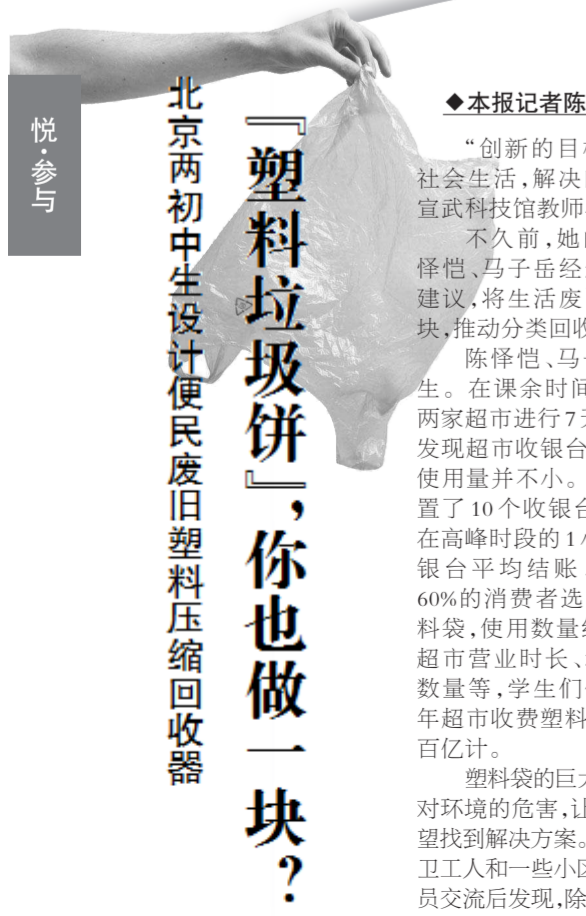 悦·参与
『塑料垃圾饼』,你也做一块?
北京两初中生设计便民废旧塑料压缩回收器
◆本报记者陈
“创新的目
社会生活,解决
宣武科技馆教师
不久前,她
怿恺、马子岳经
建议,将生活废
块,推动分类回收
陈怿恺、马
生。在课余时间
两家超市进行7
发现超市收银台
使用量并不小。
置了10个收银台
在高峰时段的1
银台平均结账
60%的消费者选
料袋,使用数量
超市营业时长、
数量等,学生们
年超市收费塑料
百亿计。
塑料袋的巨大
对环境的危害,让
望找到解决方案。
卫工人和一些小区
员交流后发现,除